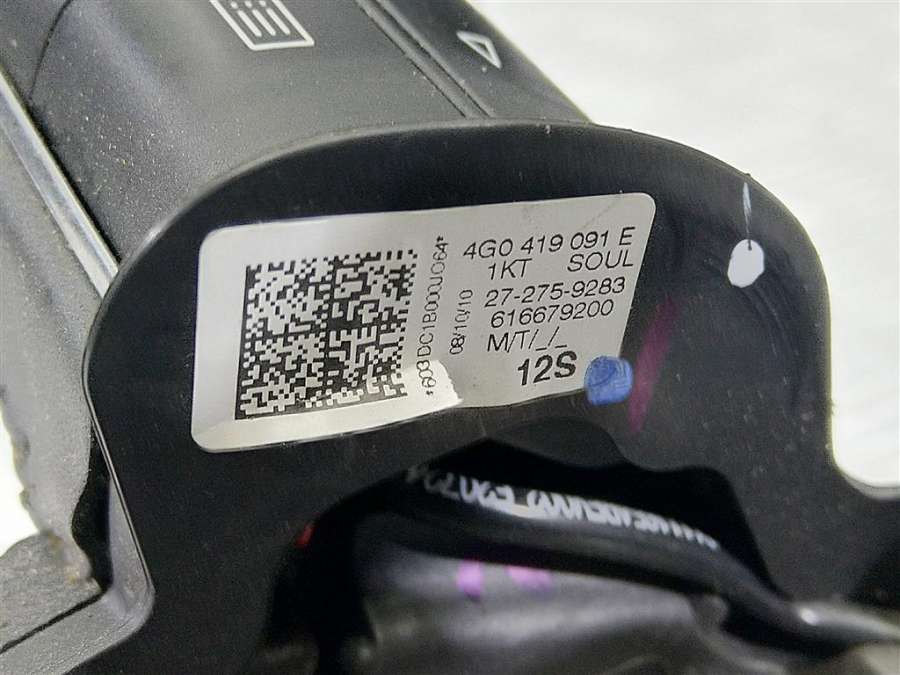 4G0 419 091 E
1KT SOUL
27-275-9283
616679200
M/T/_/_
12S
08/10/10